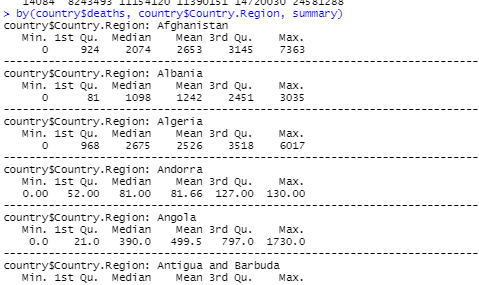 14084 8243493 11154120 11390151 14720030 24581288
> by(country$deaths, country$Country.Region, summary)
country$Country.Region: Afghanistan
Min. 1st Qu. Median Mean 3rd Qu. Max.
0 924 2074 2653 3145 7363
------------------------------------------------------------------------
country$Country.Region: Albania
Min. 1st Qu. Median Mean 3rd Qu. Max.
0 81 1098 1242 2451 3035
------------------------------------------------------------------------
country$Country.Region: Algeria
Min. 1st Qu. Median Mean 3rd Qu. Max.
0 968 2675 2526 3518 6017
------------------------------------------------------------------------
country$Country.Region: Andorra
Min. 1st Qu. Median Mean 3rd Qu. Max.
0.00 52.00 81.00 81.66 127.00 130.00
------------------------------------------------------------------------
country$Country.Region: Angola
Min. 1st Qu. Median Mean 3rd Qu. Max.
0.0 21.0 390.0 499.5 797.0 1730.0
------------------------------------------------------------------------
country$Country.Region: Antigua and Barbuda
Min. 1st Qu. Median Mean 3rd Qu. Max.